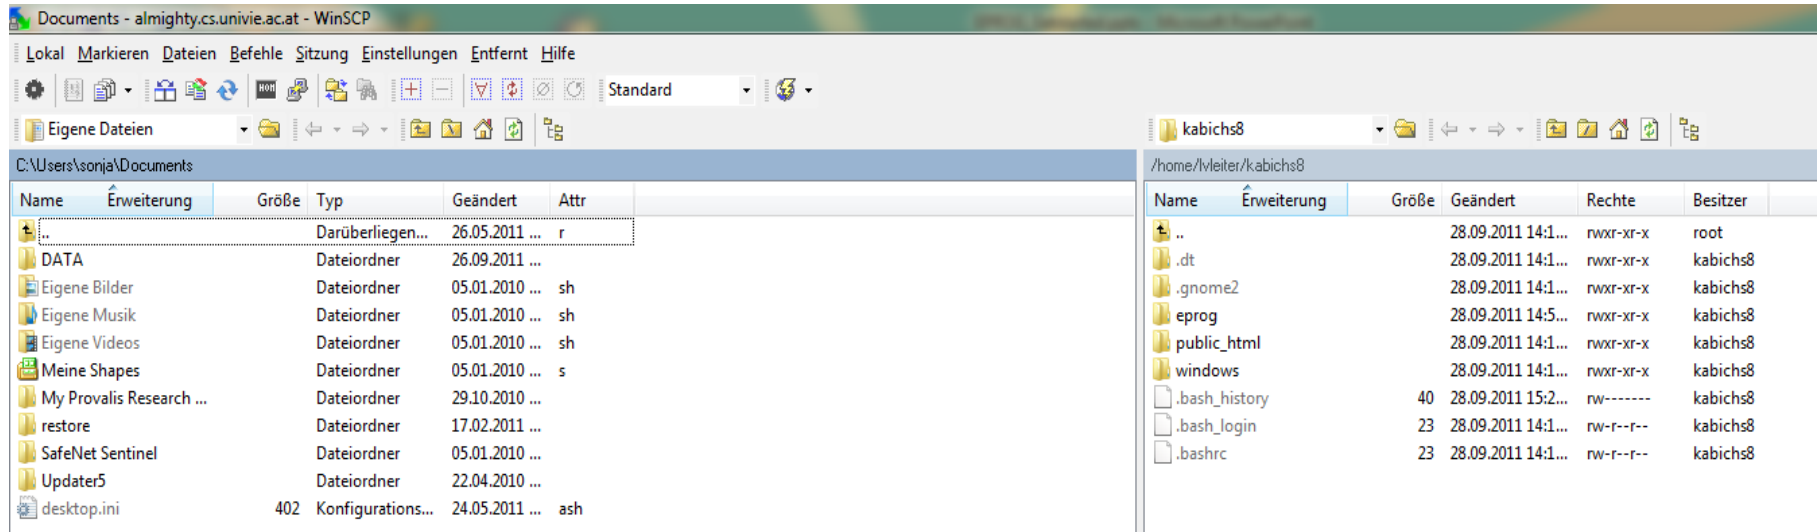 Documents - almighty.cs.univie.ac.at - WinSCP
Lokal Markieren Dateien Befehle Sitzung Einstellungen Entfernt Hilfe
Standard
Eigene Dateien
kabichs8
C:\Users\sonja\Documents
/home/lvleiter/kabichs8
Name Erweiterung Größe Typ Geändert Attr
.. Darüberliegen... 26.05.2011 ... r
DATA Dateiordner 26.09.2011 ...
Eigene Bilder Dateiordner 05.01.2010 ... sh
Eigene Musik Dateiordner 05.01.2010 ... sh
Eigene Videos Dateiordner 05.01.2010 ... sh
Meine Shapes Dateiordner 05.01.2010 ... s
My Provalis Research ... Dateiordner 29.10.2010 ...
restore Dateiordner 17.02.2011 ...
SafeNet Sentinel Dateiordner 05.01.2010 ...
Updater5 Dateiordner 22.04.2010 ...
desktop.ini 402 Konfigurations... 24.05.2011 ... ash
Name Erweiterung Größe Geändert Rechte Besitzer
.. 28.09.2011 14:1... rwxr-xr-x root
.dt 28.09.2011 14:1... rwxr-xr-x kabichs8
.gnome2 28.09.2011 14:1... rwxr-xr-x kabichs8
eprog 28.09.2011 14:5... rwxr-xr-x kabichs8
public_html 28.09.2011 14:1... rwxr-xr-x kabichs8
windows 28.09.2011 14:1... rwxr-xr-x kabichs8
.bash_history 40 28.09.2011 15:2... rw------- kabichs8
.bash_login 23 28.09.2011 14:1... rw-r--r-- kabichs8
.bashrc 23 28.09.2011 14:1... rw-r--r-- kabichs8